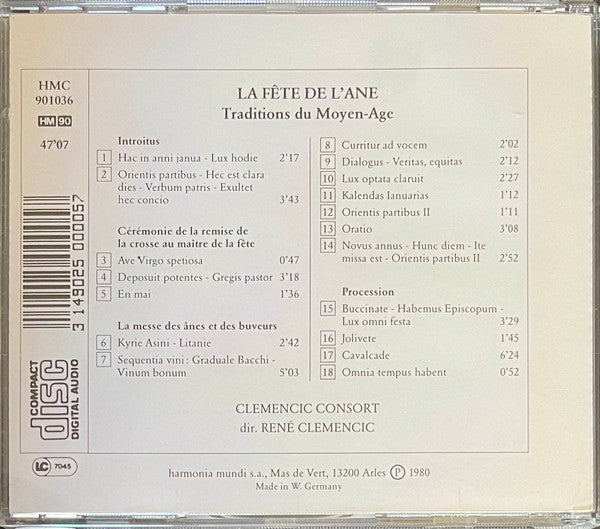 HMC
901036
HM 90
47'07
LA FÊTE DE L'ANE
Traditions du Moyen-Age
Introitus
1 Hac in anni janua - Lux hodie 2'17
2 Orientis partibus - Hec est clara
dies - Verbum patris - Exultet
hec concio 3'43
Cérémonie de la remise de
la crosse au maitre de la fête
3 Ave Virgo spetiosa 0'47
4 Deposuit potentes - Gregis pastor 3'18
5 En mai 1'36
La messe des ânes et des buveurs
6 Kyrie Asini - Litanie 2'42
7 Sequentia vini: Graduale Bacchi -
Vinum bonum 5'03
8 Curritur ad vocem 2'02
9 Dialogus - Veritas, equitas 2'12
10 Lux optata claruit 2'27
11 Kalendas Ianuarias 1'12
12 Orientis partibus II 1'11
13 Oratio 3'08
14 Novus annus - Hunc diem - Ite
missa est - Orientis partibus II 2'52
Procession
15 Buccinate - Habemus Episcopum -
Lux omni festa 3'29
16 Jolivete 1'45
17 Cavalcade 6'24
18 Omnia tempus habent 0'52
CLEMENCIC CONSORT
dir. RENÉ CLEMENCIC
3 149025 000057
COMPACT
disc
DIGITAL AUDIO
LC 7045
harmonia mundi s.a., Mas de Vert, 13200 Arles Ⓟ 1980
Made in W. Germany